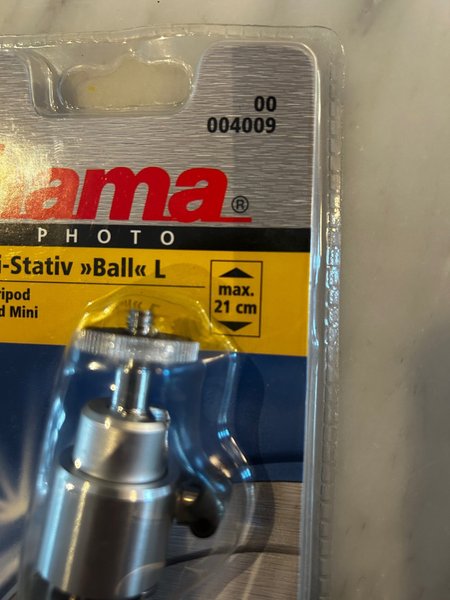 00
004009
ama®
PHOTO
i-Stativ »Ball« L
ripod
d Mini
max.
21 cm